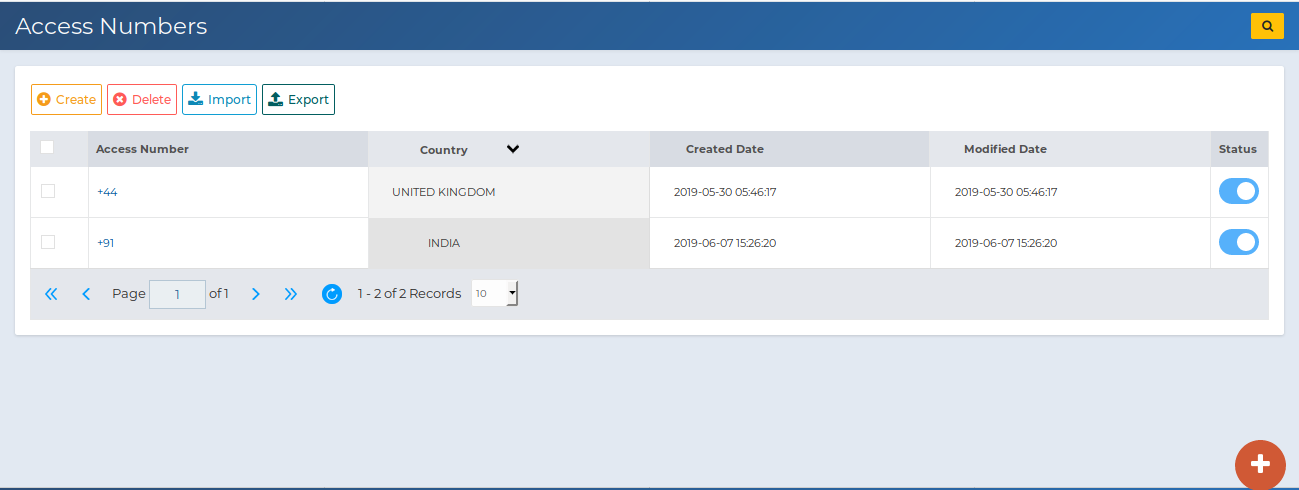 Access Numbers
Create Delete Import Export
Access Number Country Created Date Modified Date Status
+44 UNITED KINGDOM 2019-05-30 05:46:17 2019-05-30 05:46:17
+91 INDIA 2019-06-07 15:26:20 2019-06-07 15:26:20
Page 1 of 1 1 - 2 of 2 Records 10